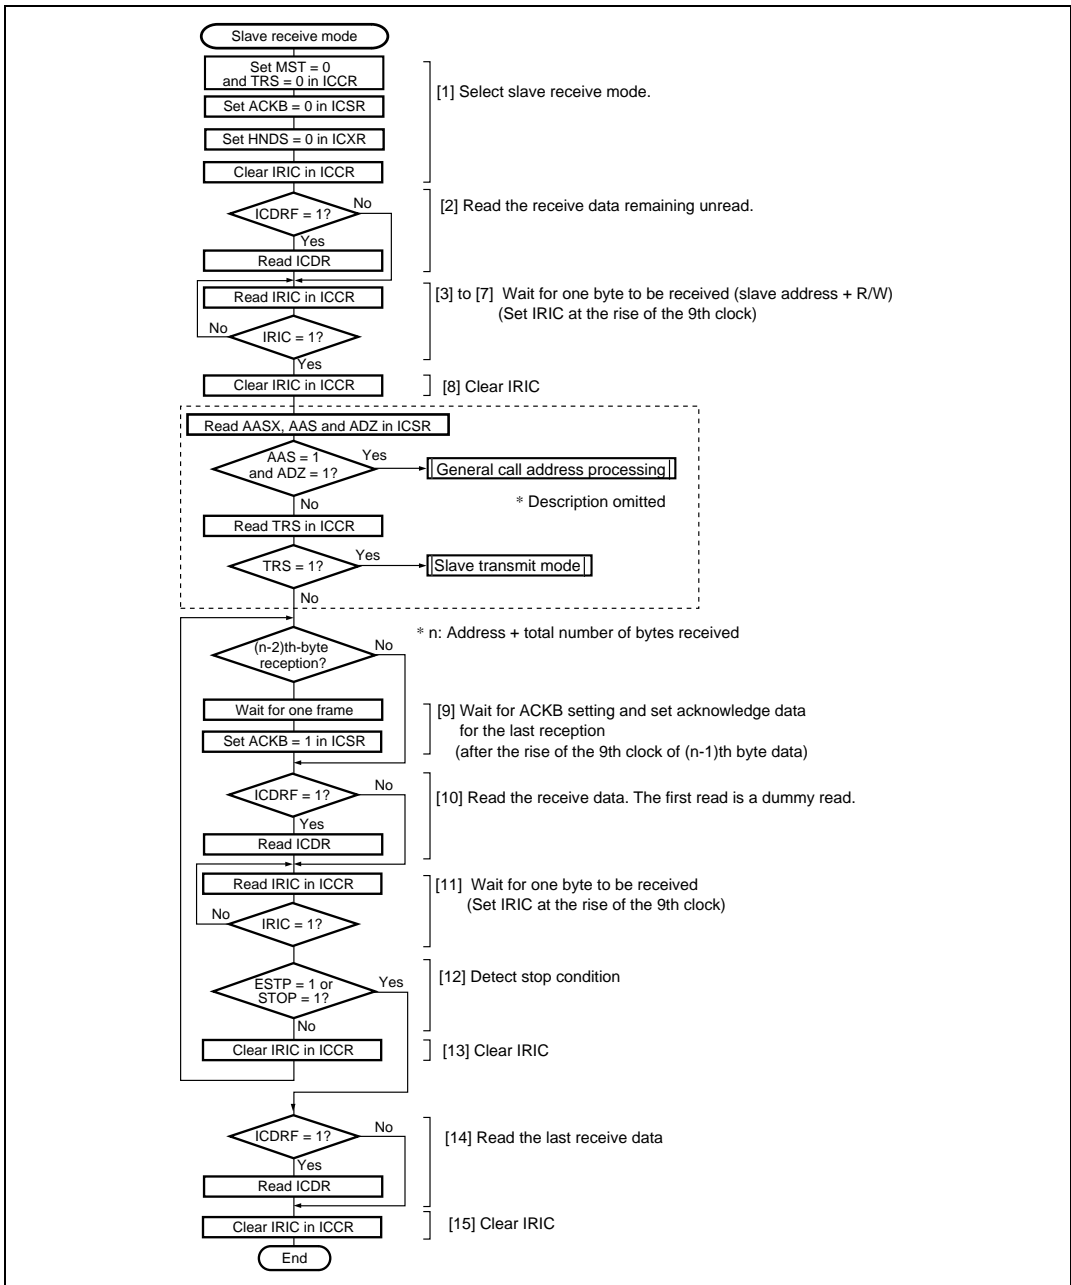 Slave receive mode
Set MST = 0
and TRS = 0 in ICCR
[1] Select slave receive mode.
Set ACKB = 0 in ICSR
Set HNDS = 0 in ICXR
Clear IRIC in ICCR
ICDRF = 1?
No
[2] Read the receive data remaining unread.
Yes
Read ICDR
Read IRIC in ICCR
[3] to [7] Wait for one byte to be received (slave address + R/W)
(Set IRIC at the rise of the 9th clock)
No
IRIC = 1?
Yes
Clear IRIC in ICCR
[8] Clear IRIC
Read AASX, AAS and ADZ in ICSR
AAS = 1
and ADZ = 1?
Yes
General call address processing
* Description omitted
No
Read TRS in ICCR
TRS = 1?
Yes
Slave transmit mode
No
* n: Address + total number of bytes received
(n-2)th-byte
reception?
No
Wait for one frame
[9] Wait for ACKB setting and set acknowledge data
for the last reception
(after the rise of the 9th clock of (n-1)th byte data)
Set ACKB = 1 in ICSR
ICDRF = 1?
No
[10] Read the receive data. The first read is a dummy read.
Yes
Read ICDR
Read IRIC in ICCR
[11] Wait for one byte to be received
(Set IRIC at the rise of the 9th clock)
No
IRIC = 1?
ESTP = 1 or
STOP = 1?
Yes
[12] Detect stop condition
No
Clear IRIC in ICCR
[13] Clear IRIC
ICDRF = 1?
No
[14] Read the last receive data
Yes
Read ICDR
Clear IRIC in ICCR
[15] Clear IRIC
End